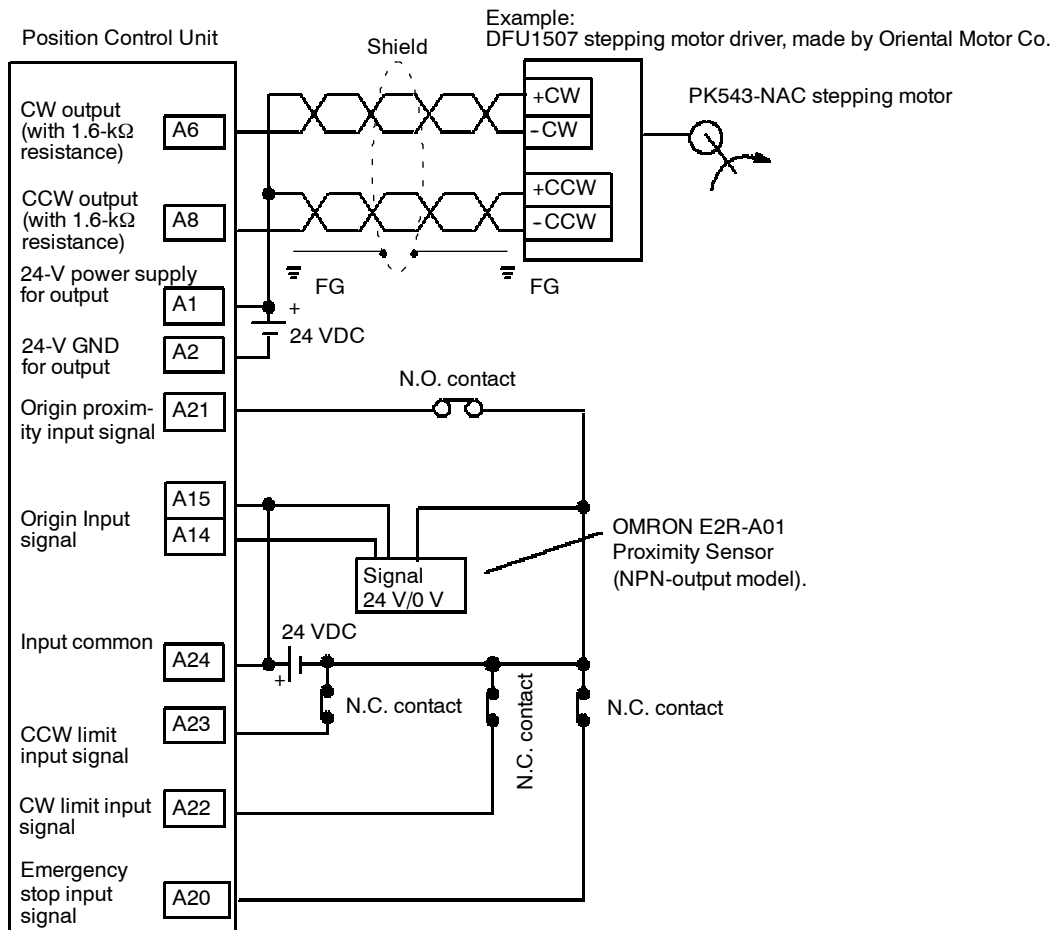 Example:
DFU1507 stepping motor driver, made by Oriental Motor Co.
Position Control Unit
Shield
CW output
(with 1.6-kΩ
resistance)
A6
+CW
−CW
PK543-NAC stepping motor
CCW output
(with 1.6-kΩ
resistance)
A8
+CCW
−CCW
FG
FG
24-V power supply
for output
A1
+
24 VDC
24-V GND
for output
A2
N.O. contact
Origin proxim-
ity input signal
A21
Origin Input
signal
A15
A14
Signal
24 V/0 V
OMRON E2R-A01
Proximity Sensor
(NPN-output model).
Input common
A24
24 VDC
+
N.C. contact
N.C. contact
N.C. contact
CCW limit
input signal
A23
CW limit input
signal
A22
Emergency
stop input
signal
A20